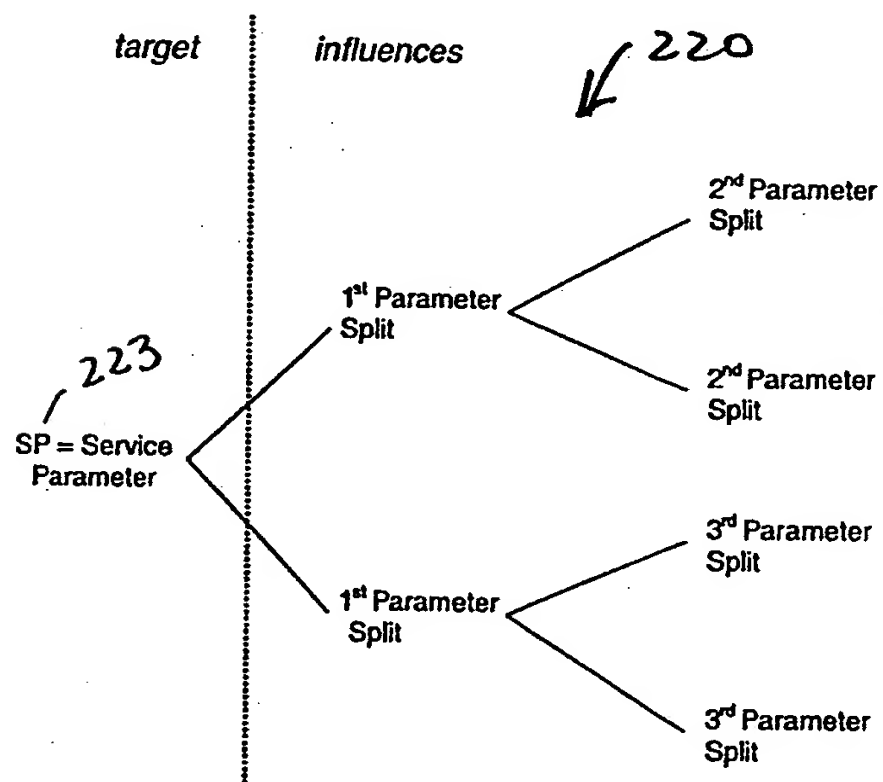 target
influences
220
2nd Parameter
Split
1st Parameter
Split
2nd Parameter
Split
223
SP = Service
Parameter
3rd Parameter
Split
1st Parameter
Split
3rd Parameter
Split